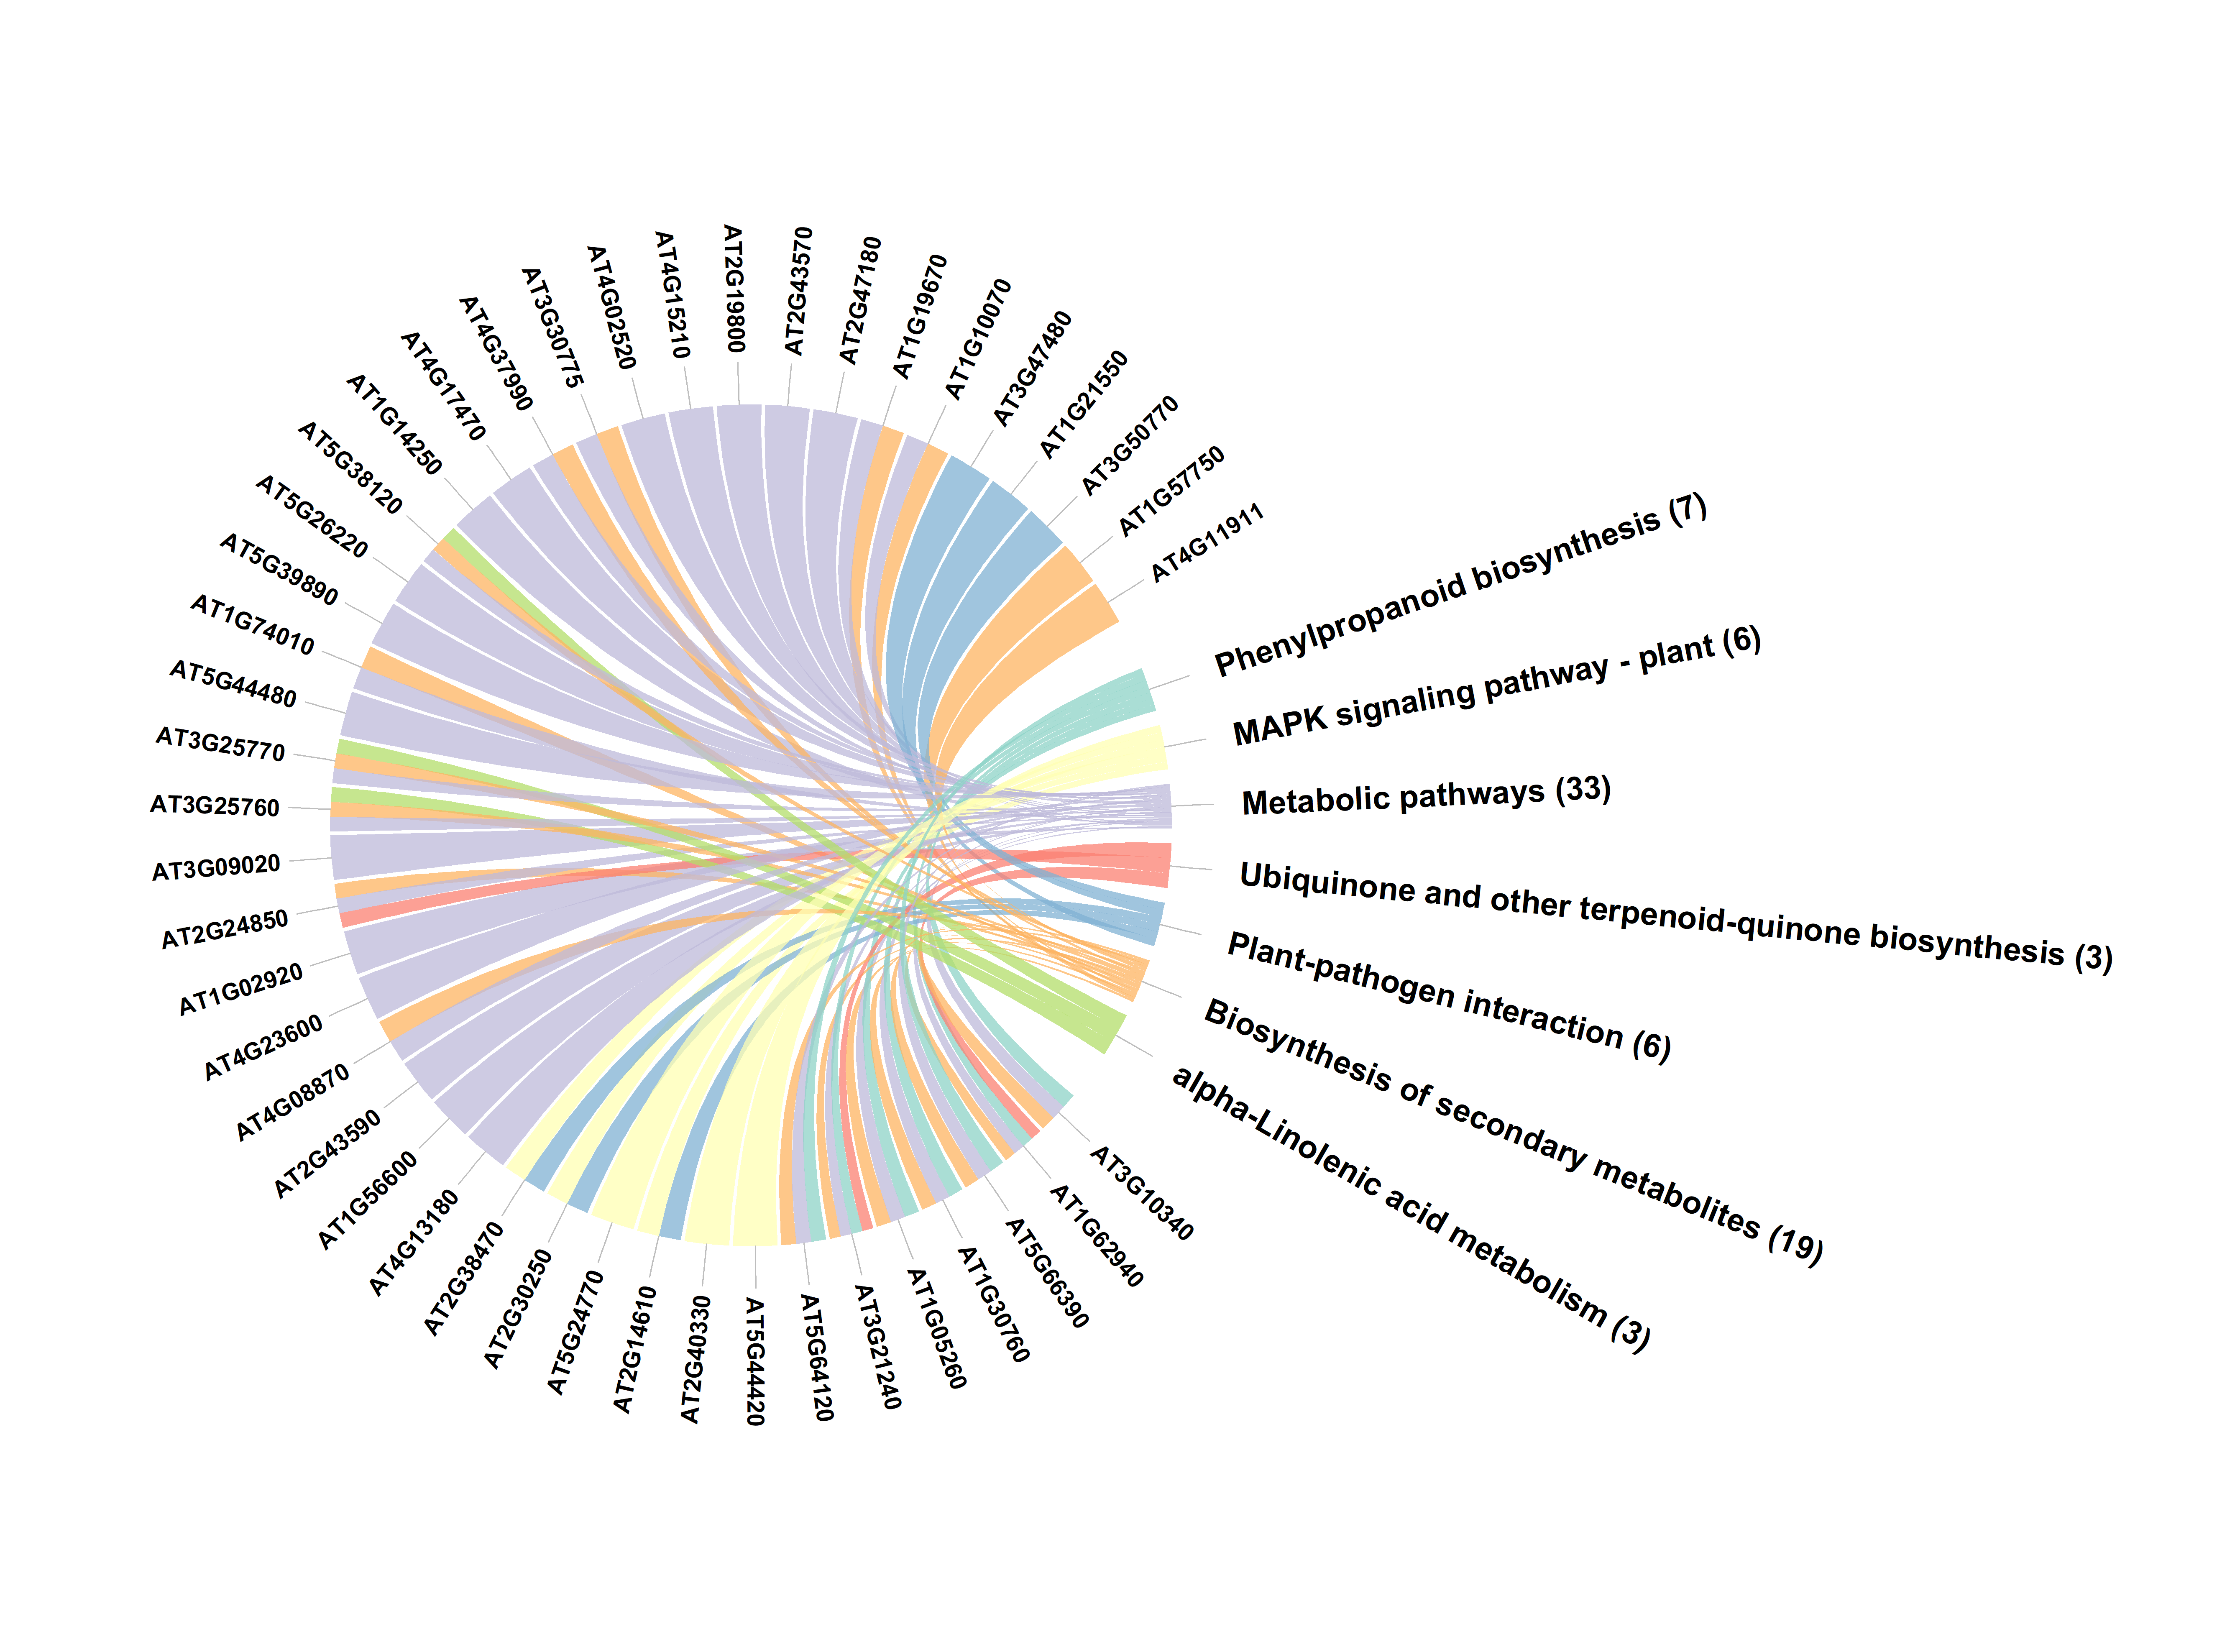 AT2G19800
AT2G43570
AT2G47180
AT1G19670
AT1G10070
AT3G47480
AT1G21550
AT3G50770
AT1G57750
AT4G11911
Phenylpropanoid biosynthesis (7)
MAPK signaling pathway - plant (6)
Metabolic pathways (33)
Ubiquinone and other terpenoid-quinone biosynthesis (3)
Plant-pathogen interaction (6)
Biosynthesis of secondary metabolites (19)
alpha-Linolenic acid metabolism (3)
AT3G10340
AT1G62940
AT5G66390
AT1G30760
AT1G05260
AT3G21240
AT5G64120
AT5G44420
AT2G40330
AT2G14610
AT5G24770
AT2G30250
AT2G38470
AT4G13180
AT1G56600
AT2G43590
AT4G08870
AT4G23600
AT1G02920
AT2G24850
AT3G09020
AT3G25760
AT3G25770
AT5G44480
AT1G74010
AT5G39890
AT5G26220
AT5G38120
AT1G14250
AT4G17470
AT4G37990
AT3G30775
AT4G02520
AT4G15210